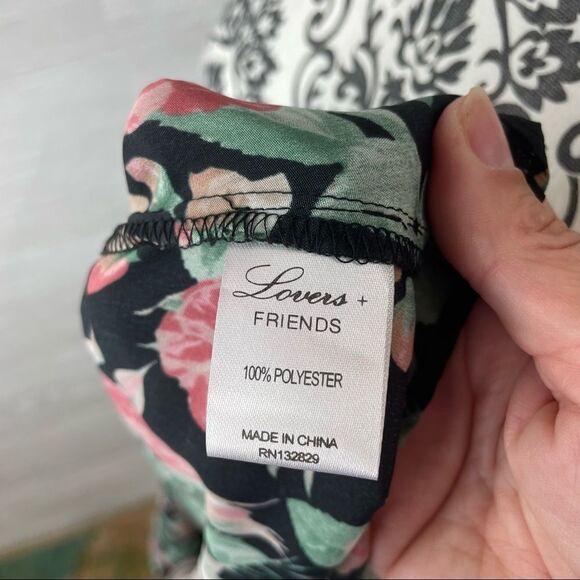 Lovers +
FRIENDS
100% POLYESTER
MADE IN CHINA
RN132829